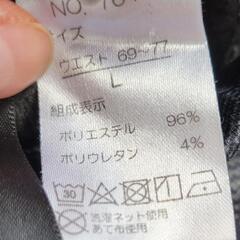 NO.
イズ
ウエスト 69~77
L
組成表示
ポリエステル 96%
ポリウレタン 4%
30
洗濯ネット使用
あて布使用